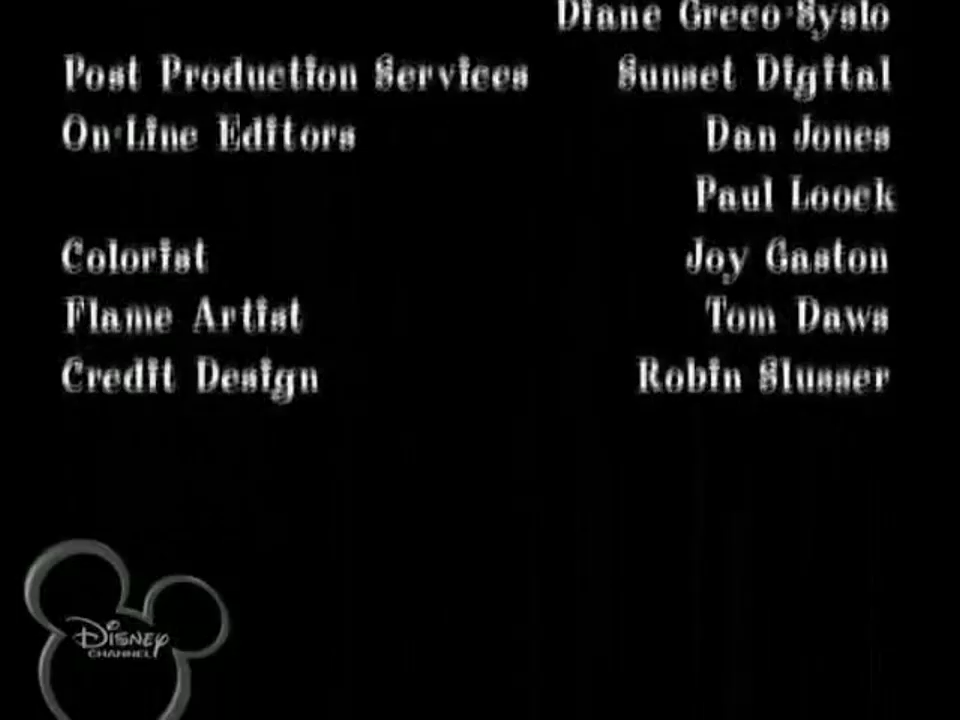 Diane Greco-Syslo
Post Production Services Sunset Digital
On-Line Editors Dan Jones
Paul Loock
Colorist Joy Gaston
Flame Artist Tom Daws
Credit Design Robin Slusser
DISNEY
CHANNEL